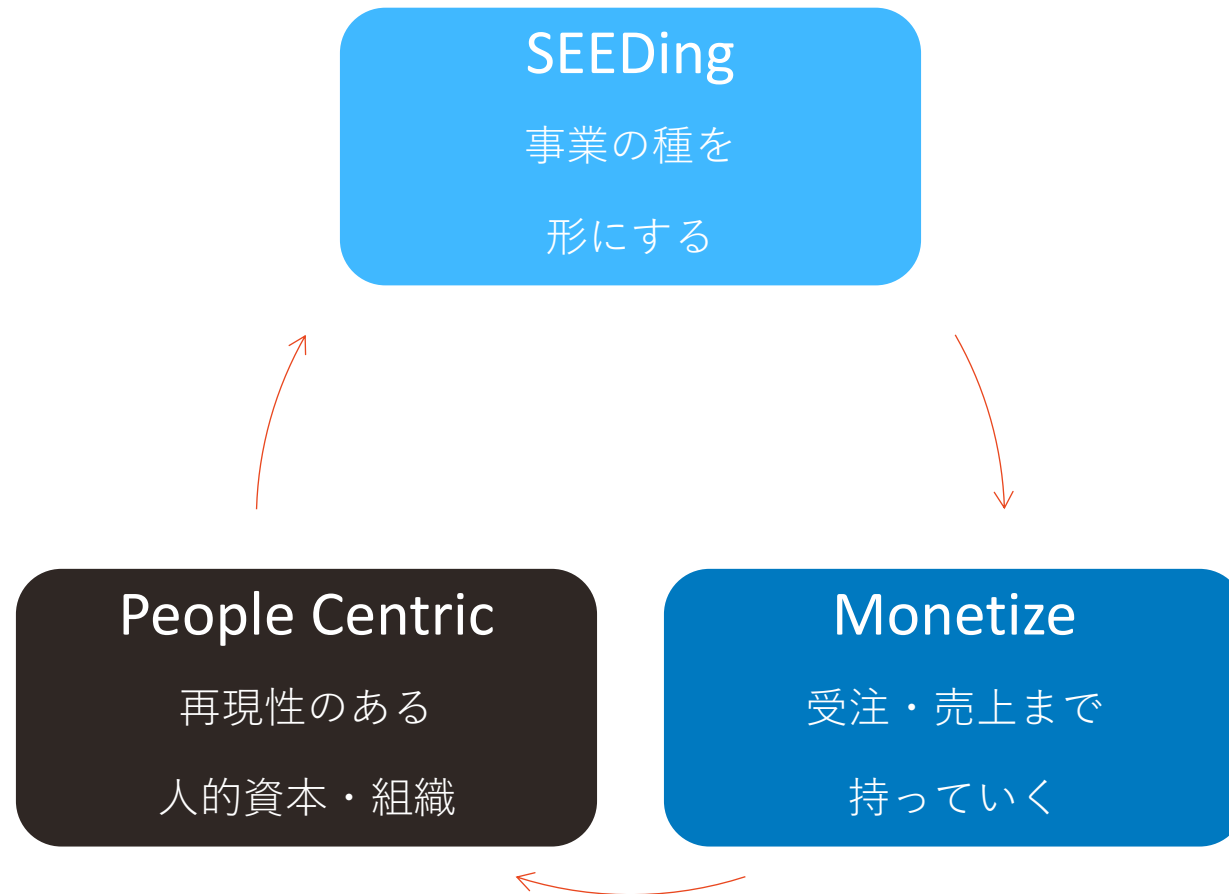 SEEDing
事業の種を
形にする
People Centric
再現性のある
人的資本・組織
Monetize
受注・売上まで
持っていく